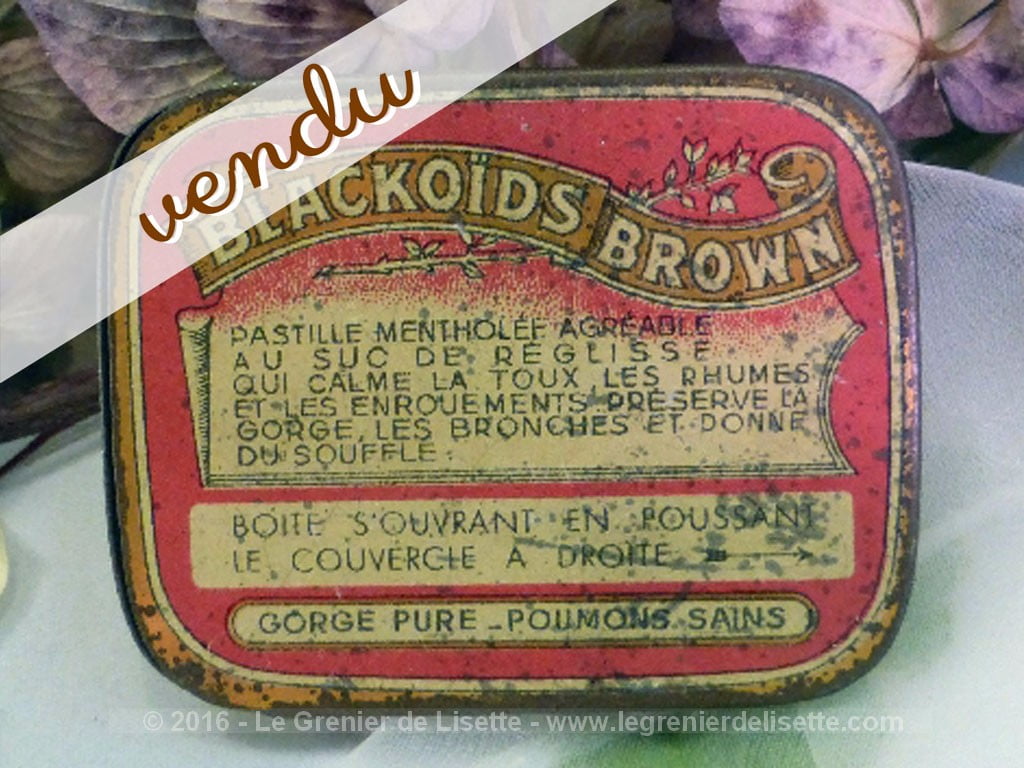 vendu
BLACKOÏDS
BROWN
PASTILLE MENTHOLÉE AGRÉABLE
AU SUC DE RÉGLISSE
QUI CALME LA TOUX, LES RHUMES
ET LES ENROUEMENTS, PRÉSERVE LA
GORGE, LES BRONCHES ET DONNE
DU SOUFFLE.
BOITE S'OUVRANT EN POUSSANT
LE COUVERCLE A DROITE
GORGE PURE - POUMONS SAINS
© 2016 - Le Grenier de Lisette - www.legrenierdelisette.com